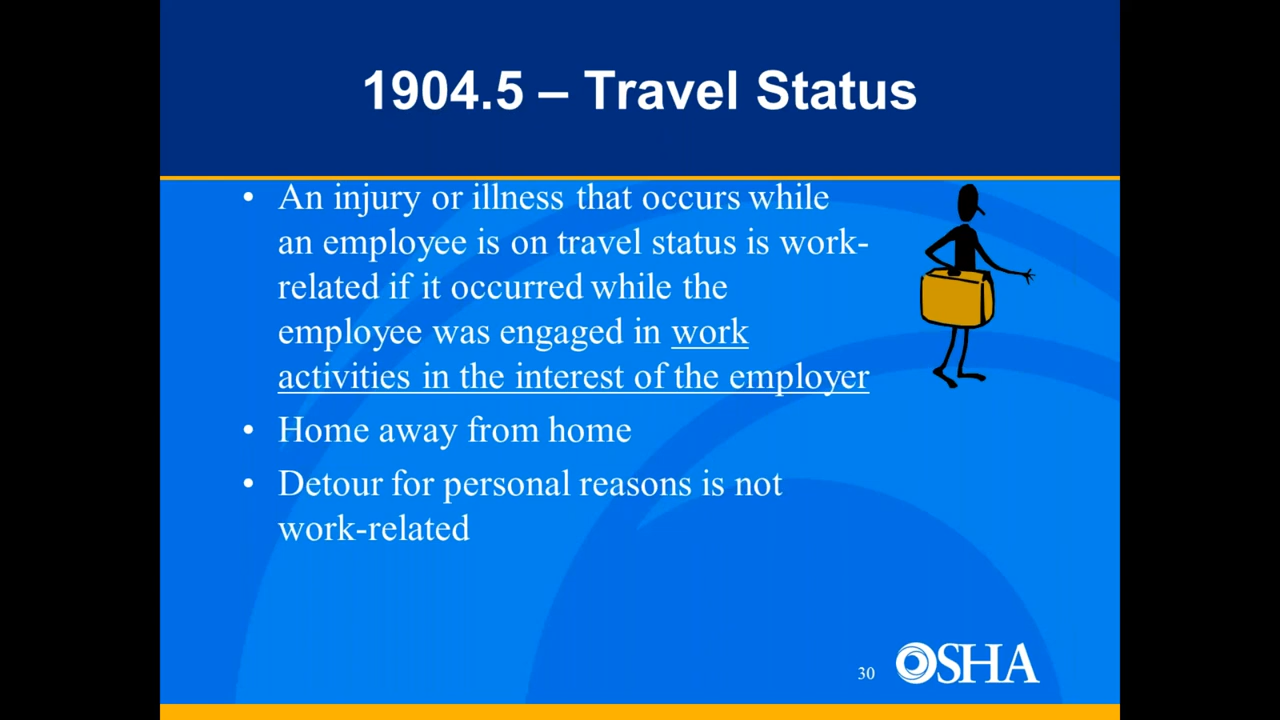 1904.5 – Travel Status
• An injury or illness that occurs while
an employee is on travel status is work-
related if it occurred while the
employee was engaged in work
activities in the interest of the employer
• Home away from home
• Detour for personal reasons is not
work-related
30
OSHA